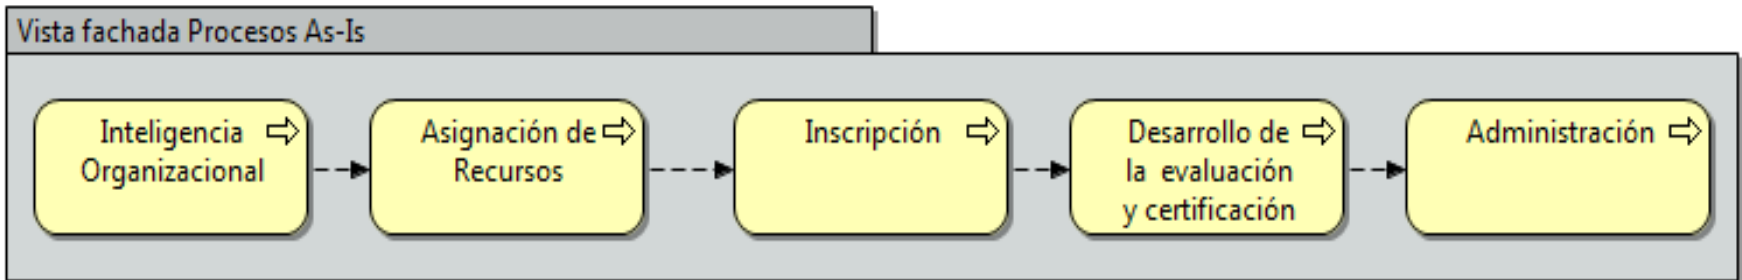 Vista fachada Procesos As-Is
Inteligencia
Organizacional
Asignación de
Recursos
Inscripción
Desarrollo de
la evaluación
y certificación
Administración